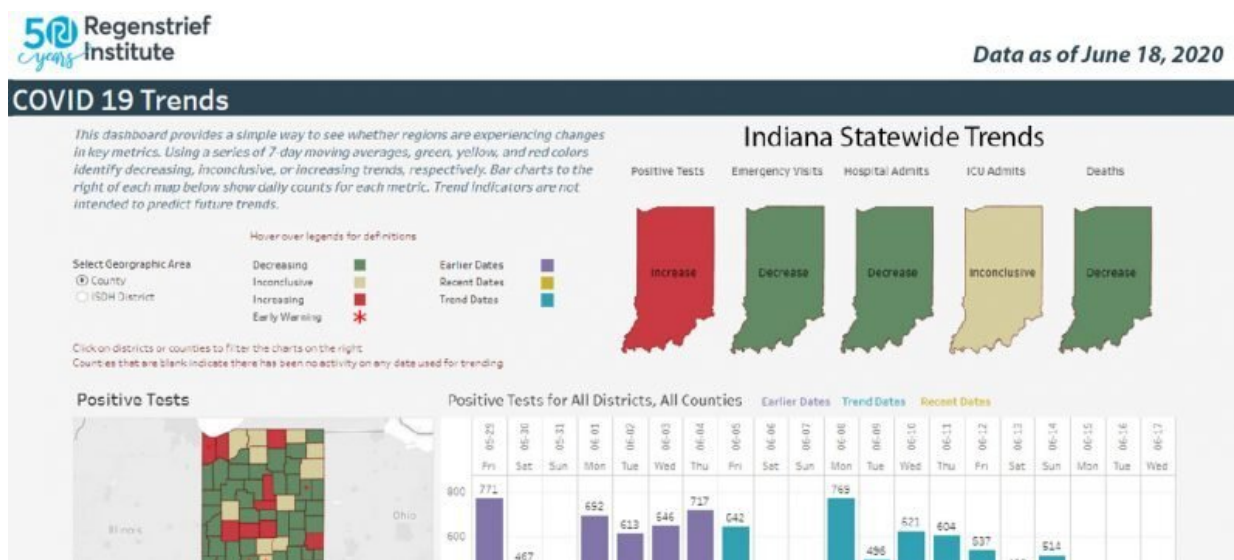 50 years Regenstrief Institute
Data as of June 18, 2020
COVID 19 Trends
This dashboard provides a simple way to see whether regions are experiencing changes
in key metrics. Using a series of 7-day moving averages, green, yellow, and red colors
identify decreasing, inconclusive, or increasing trends, respectively. Bar charts to the
right of each map below show daily counts for each metric. Trend indicators are not
intended to predict future trends.
Hover over legends for definitions
Select Georgraphic Area
County
ISDH District
Decreasing
Inconclusive
Increasing
Early Warning
Earlier Dates
Recent Dates
Trend Dates
Click on districts or counties to filter the charts on the right
Counties that are blank indicate there has been no activity on any date used for trending
Indiana Statewide Trends
Positive Tests Emergency Visits Hospital Admits ICU Admits Deaths
Increase Decrease Decrease Inconclusive Decrease
Positive Tests
Illinois
Ohio
Positive Tests for All Districts, All Counties Earlier Dates Trend Dates Recent Dates
05-29 05-30 05-31 06-01 06-02 06-03 06-04 06-05 06-06 06-07 06-08 06-09 06-10 06-11 06-12 06-13 06-14 06-15 06-16 06-17
Fri Sat Sun Mon Tue Wed Thu Fri Sat Sun Mon Tue Wed Thu Fri Sat Sun Mon Tue Wed
800 771 692 717 769
613 646 642 621 604
600 537
467 496 514